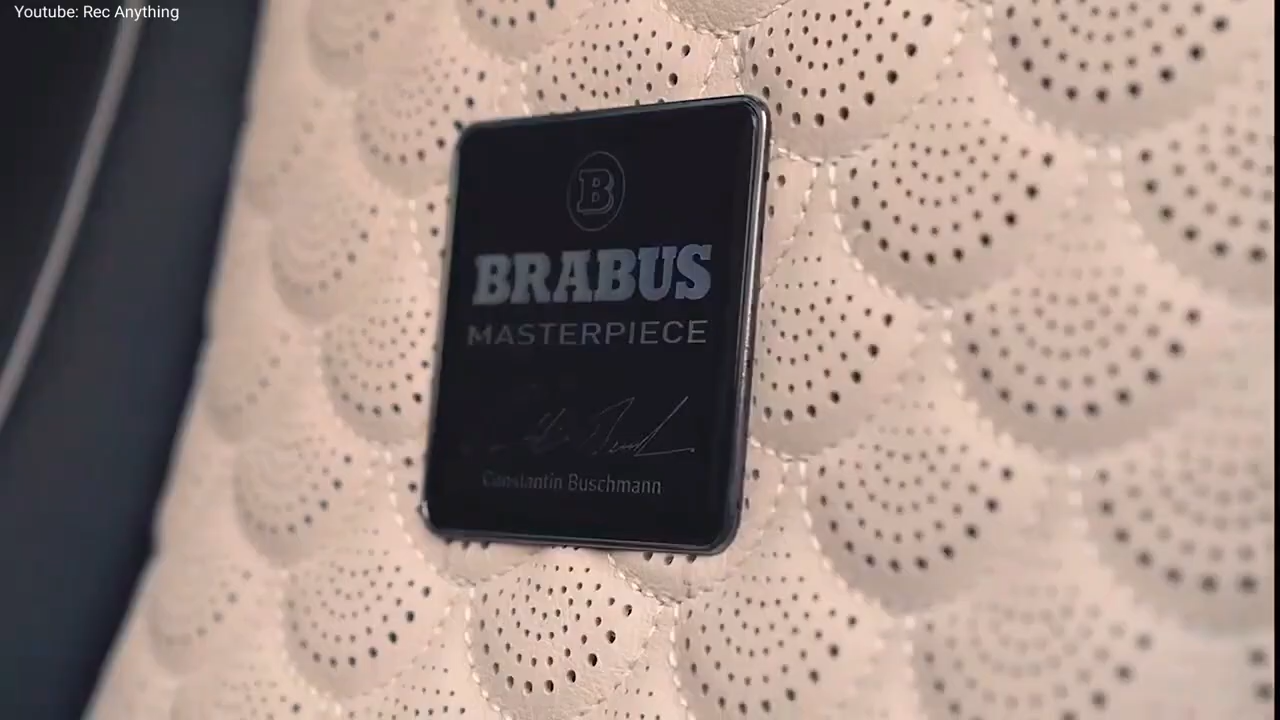 Youtube: Rec Anything
B
BRABUS
MASTERPIECE
Constantin Buschmann